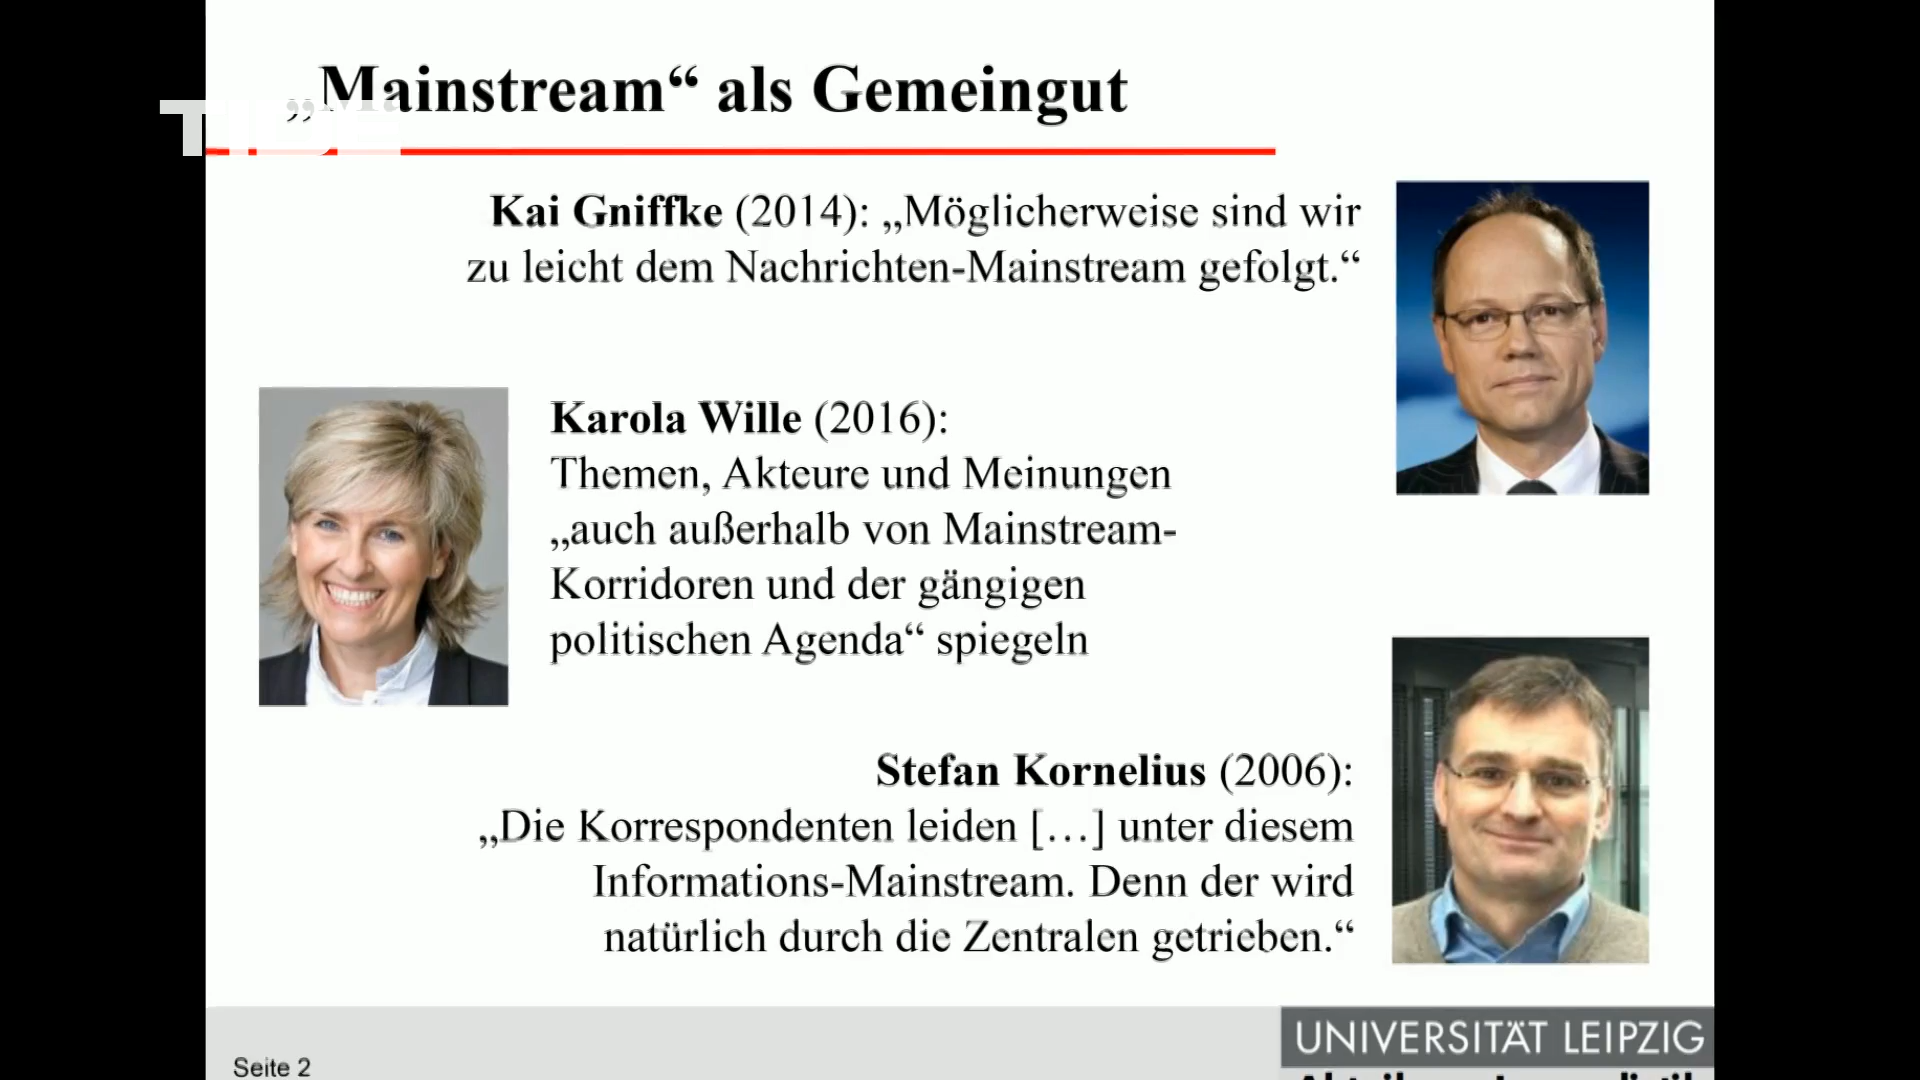 „Mainstream“ als Gemeingut
TIDE
Kai Gniffke (2014): „Möglicherweise sind wir
zu leicht dem Nachrichten-Mainstream gefolgt.“
Karola Wille (2016):
Themen, Akteure und Meinungen
„auch außerhalb von Mainstream-
Korridoren und der gängigen
politischen Agenda“ spiegeln
Stefan Kornelius (2006):
„Die Korrespondenten leiden […] unter diesem
Informations-Mainstream. Denn der wird
natürlich durch die Zentralen getrieben.“
UNIVERSITÄT LEIPZIG
Seite 2